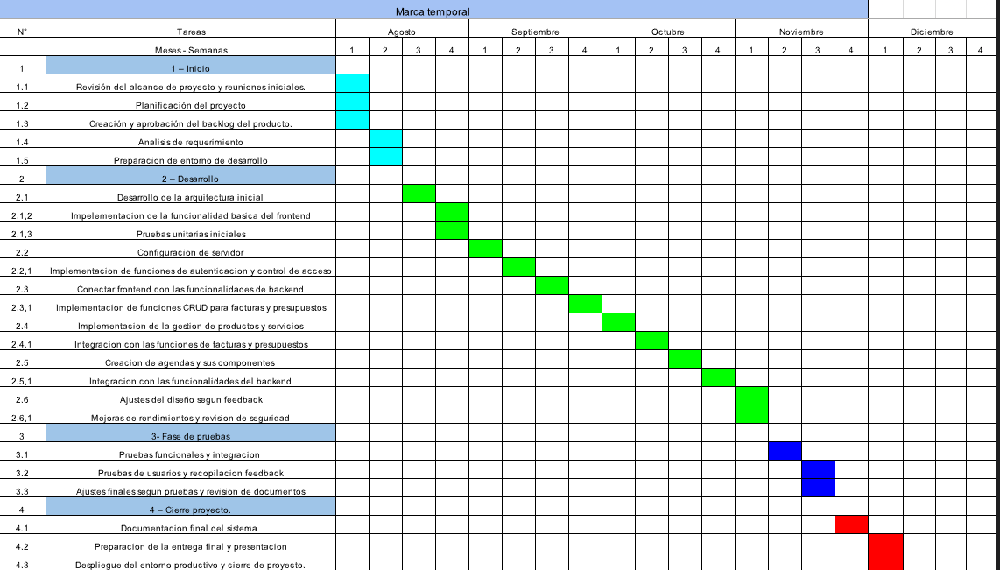 Marca temporal
N° Tareas Agosto Septiembre Octubre Noviembre Diciembre
Meses - Semanas 1 2 3 4 1 2 3 4 1 2 3 4 1 2 3 4 1 2 3 4
1 1 – Inicio
1.1 Revisión del alcance de proyecto y reuniones iniciales.
1.2 Planificación del proyecto
1.3 Creación y aprobación del backlog del producto.
1.4 Analisis de requerimiento
1.5 Preparacion de entorno de desarrollo
2 2 – Desarrollo
2.1 Desarrollo de la arquitectura inicial
2.1,2 Impelementacion de la funcionalidad basica del frontend
2.1,3 Pruebas unitarias iniciales
2.2 Configuracion de servidor
2.2,1 Implementacion de funciones de autenticacion y control de acceso
2.3 Conectar frontend con las funcionalidades de backend
2.3,1 Implementacion de funciones CRUD para facturas y presupuestos
2.4 Implementacion de la gestion de productos y servicios
2.4,1 Integracion con las funciones de facturas y presupuestos
2.5 Creacion de agendas y sus componentes
2.5,1 Integracion con las funcionalidades del backend
2.6 Ajustes del diseño segun feedback
2.6,1 Mejoras de rendimientos y revision de seguridad
3 3- Fase de pruebas
3.1 Pruebas funcionales y integracion
3.2 Pruebas de usuarios y recopilacion feedback
3.3 Ajustes finales segun pruebas y revision de documentos
4 4 – Cierre proyecto.
4.1 Documentacion final del sistema
4.2 Preparacion de la entrega final y presentacion
4.3 Despliegue del entorno productivo y cierre de proyecto.